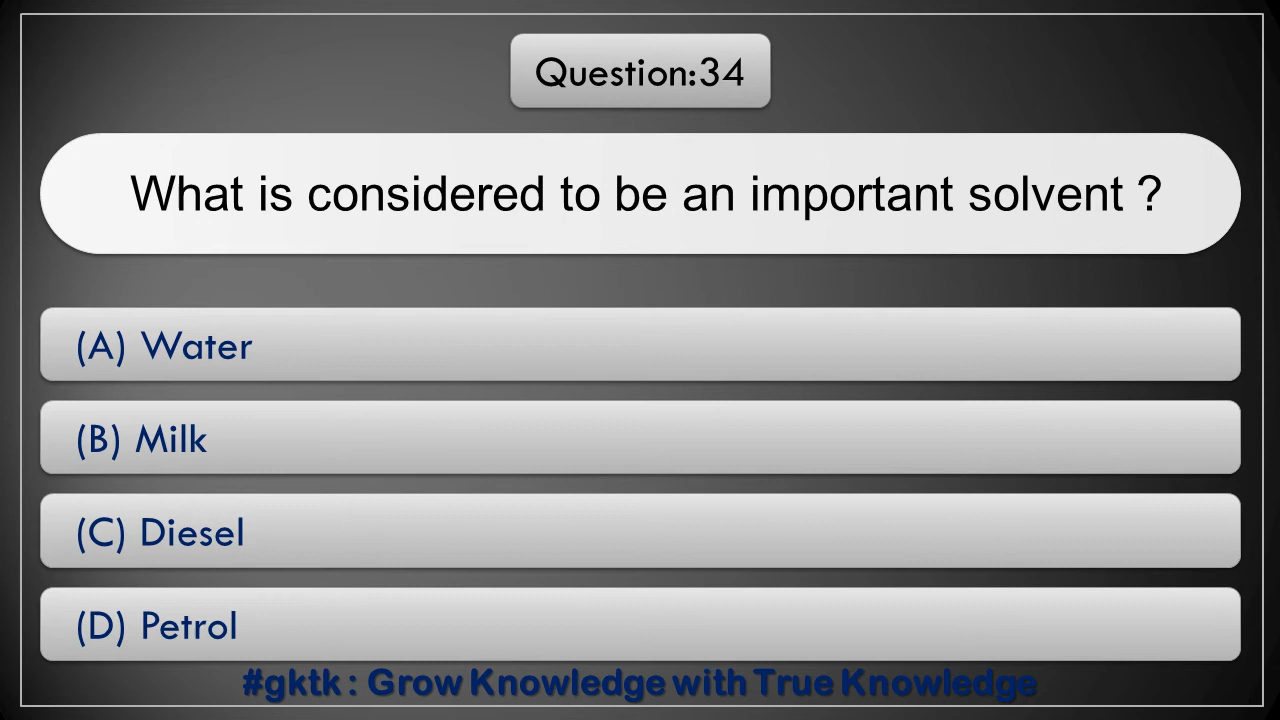 Question:34
What is considered to be an important solvent ?
(A) Water
(B) Milk
(C) Diesel
(D) Petrol
#gktk : Grow Knowledge with True Knowledge